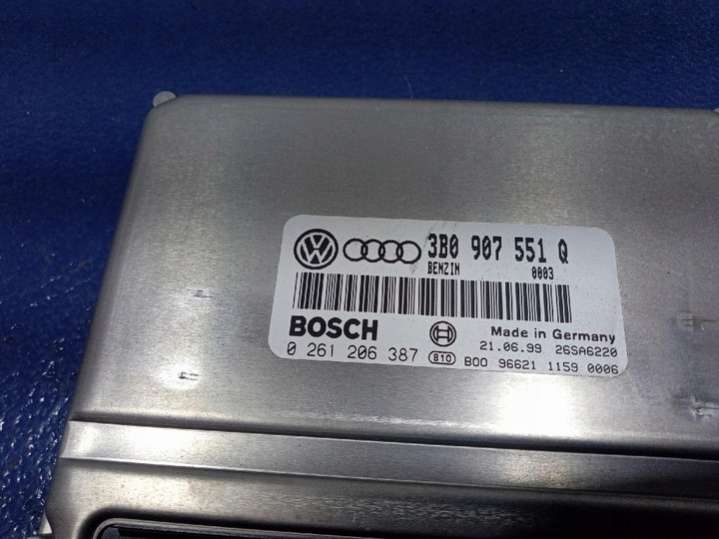 3B0 907 551 Q
BENZIN 0003
BOSCH
Made in Germany
21.06.99 26SA6220
0 261 206 387 810 B00 96621 1159 0006